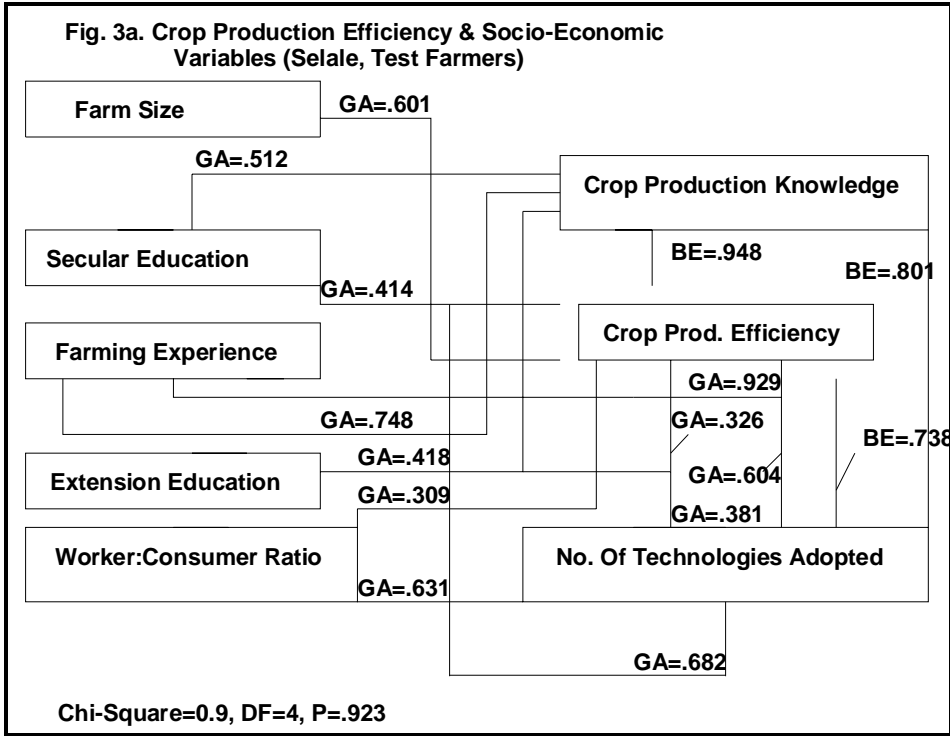 Fig. 3a. Crop Production Efficiency & Socio-Economic
Variables (Selale, Test Farmers)
Farm Size
GA=.601
GA=.512
Crop Production Knowledge
Secular Education
BE=.948
BE=.801
GA=.414
Crop Prod. Efficiency
Farming Experience
GA=.929
GA=.748
GA=.326
BE=.738
GA=.418
Extension Education
GA=.604
GA=.309
GA=.381
Worker:Consumer Ratio
No. Of Technologies Adopted
GA=.631
GA=.682
Chi-Square=0.9, DF=4, P=.923